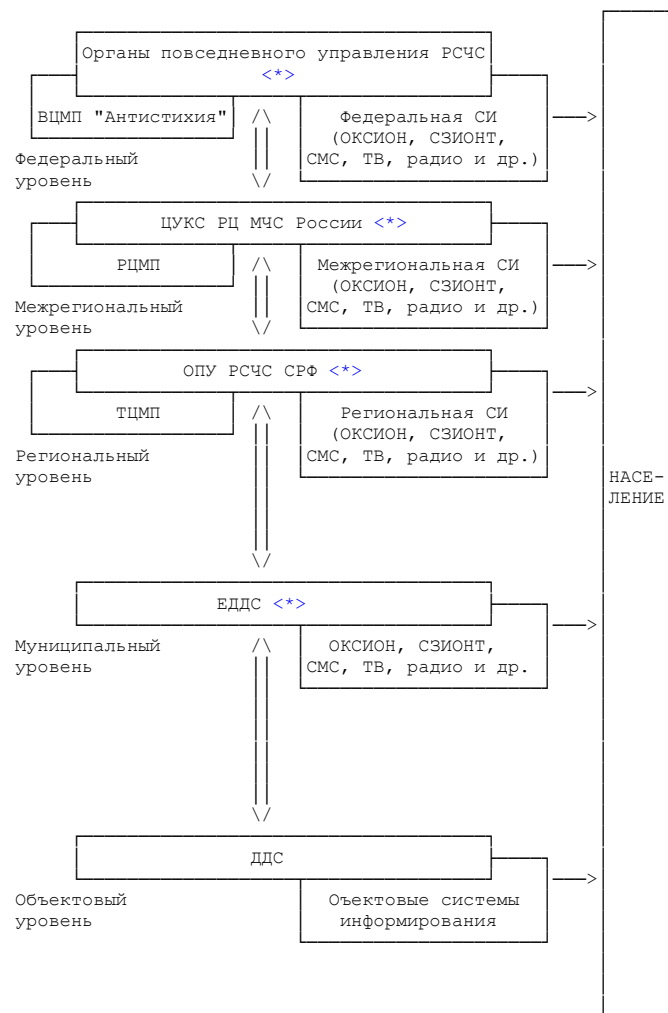 Органы повседневного управления РСЧС
<*>
ВЦМП "Антистихия"
Федеральная СИ
(ОКСИОН, СЗИОНТ,
СМС, ТВ, радио и др.)
Федеральный
уровень
ЦУКС РЦ МЧС России <*>
РЦМП
Межрегиональная СИ
(ОКСИОН, СЗИОНТ,
СМС, ТВ, радио и др.)
Межрегиональный
уровень
ОПУ РСЧС СРФ <*>
ТЦМП
Региональная СИ
(ОКСИОН, СЗИОНТ,
СМС, ТВ, радио и др.)
Региональный
уровень
НАСЕ-
ЛЕНИЕ
ЕДДС <*>
Муниципальный
уровень
ОКСИОН, СЗИОНТ,
СМС, ТВ, радио и др.
ДДС
Объектовый
уровень
Оъектовые системы
информирования